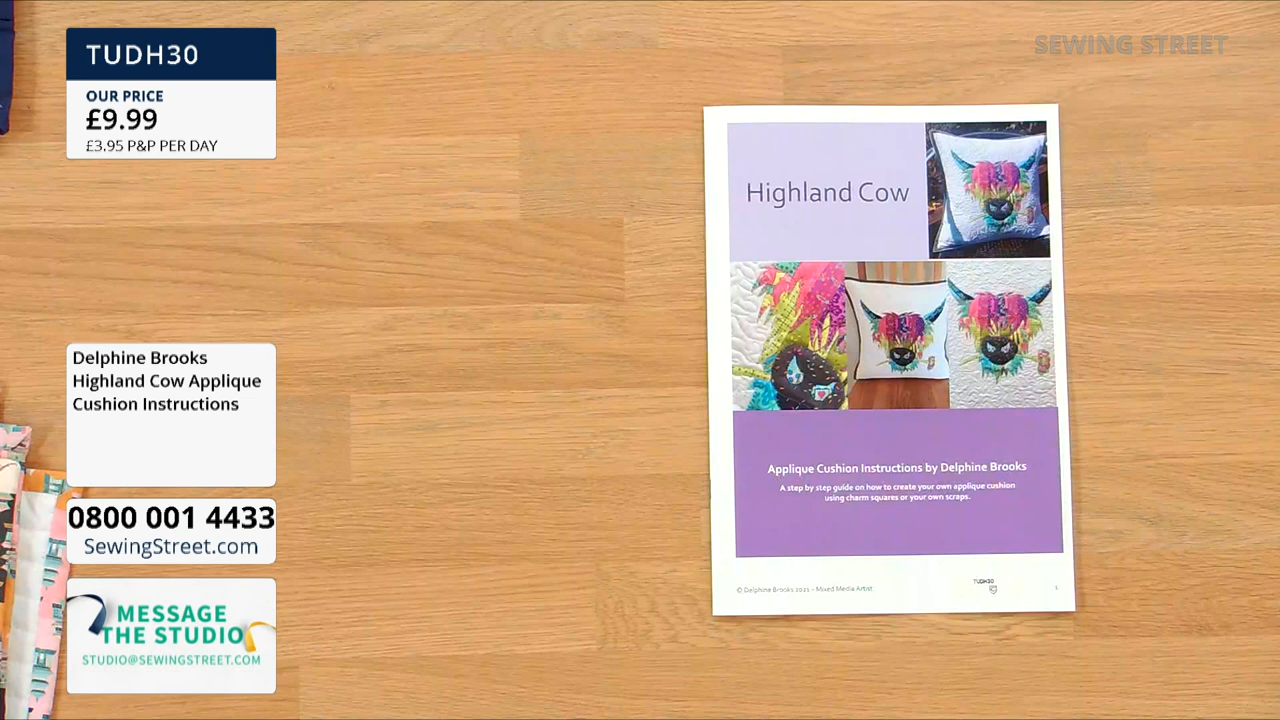 TUDH30
OUR PRICE
£9.99
£3.95 P&P PER DAY
Delphine Brooks
Highland Cow Applique
Cushion Instructions
0800 001 4433
SewingStreet.com
MESSAGE
THE STUDIO
STUDIO@SEWINGSTREET.COM
SEWING STREET
Highland Cow
Applique Cushion Instructions by Delphine Brooks
A step by step guide on how to create your own applique cushion
using charm squares or your own scraps.
© Delphine Brooks 2021 – Mixed Media Artist
TUDH30
1